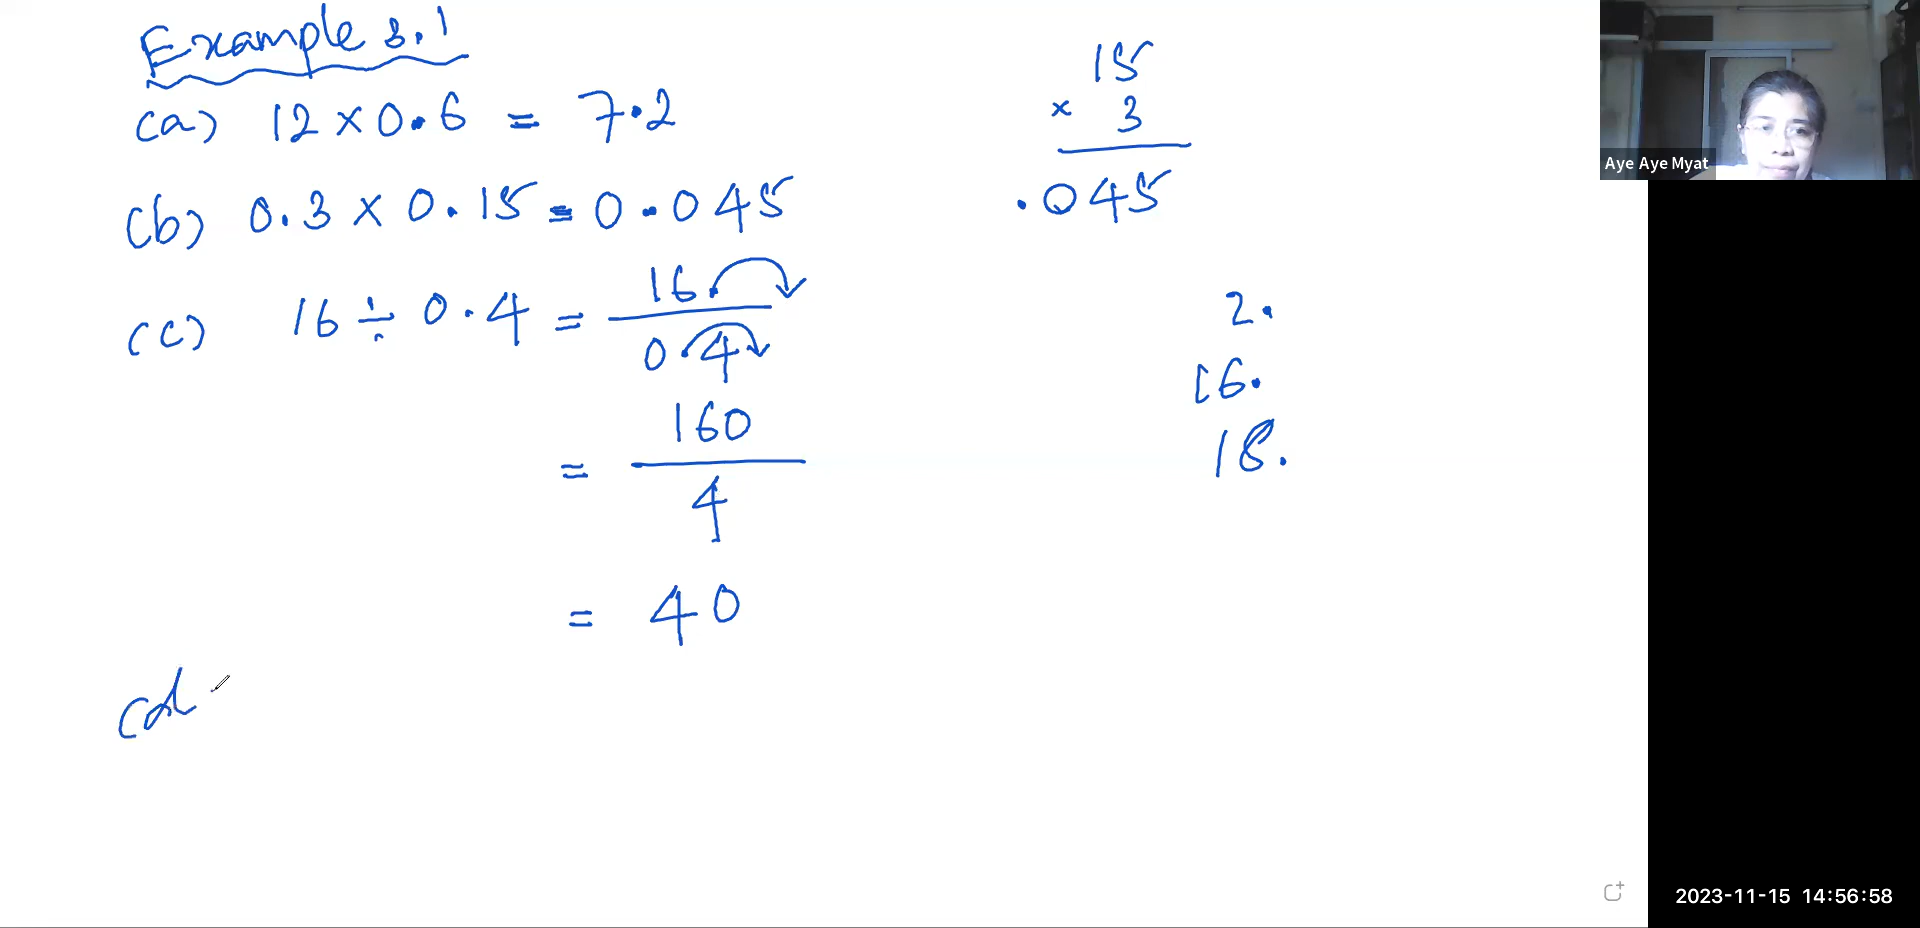 Example 3.1
(a) 12 × 0.6 = 7.2
(b) 0.3 × 0.15 = 0.045
(c) 16 ÷ 0.4 = 16. / 0.4
= 160 / 4
= 40
(d
15
× 3
.045
2.
16.
18.
Aye Aye Myat
2023-11-15 14:56:58